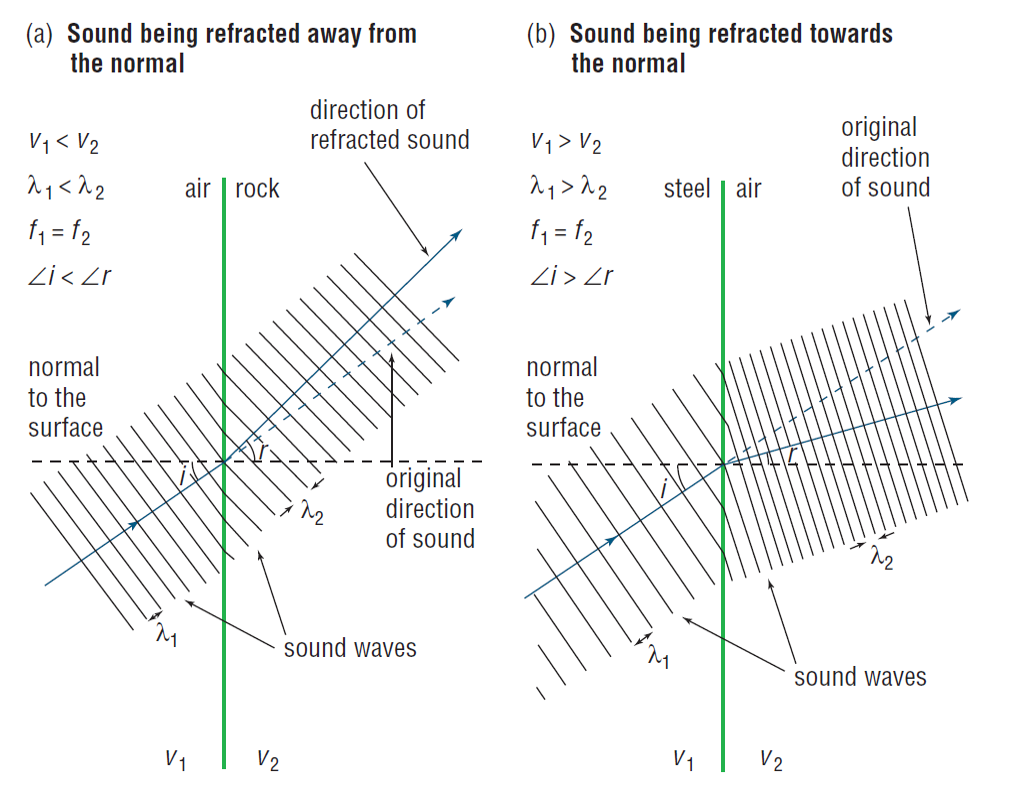 (a) Sound being refracted away from
the normal
direction of
refracted sound
v₁ < v₂
λ₁ < λ₂
f₁ = f₂
∠i < ∠r
air
rock
normal
to the
surface
i
r
original
direction
of sound
λ₂
λ₁
sound waves
v₁
v₂
(b) Sound being refracted towards
the normal
original
direction
of sound
v₁ > v₂
λ₁ > λ₂
f₁ = f₂
∠i > ∠r
steel
air
normal
to the
surface
i
r
λ₂
λ₁
sound waves
v₁
v₂